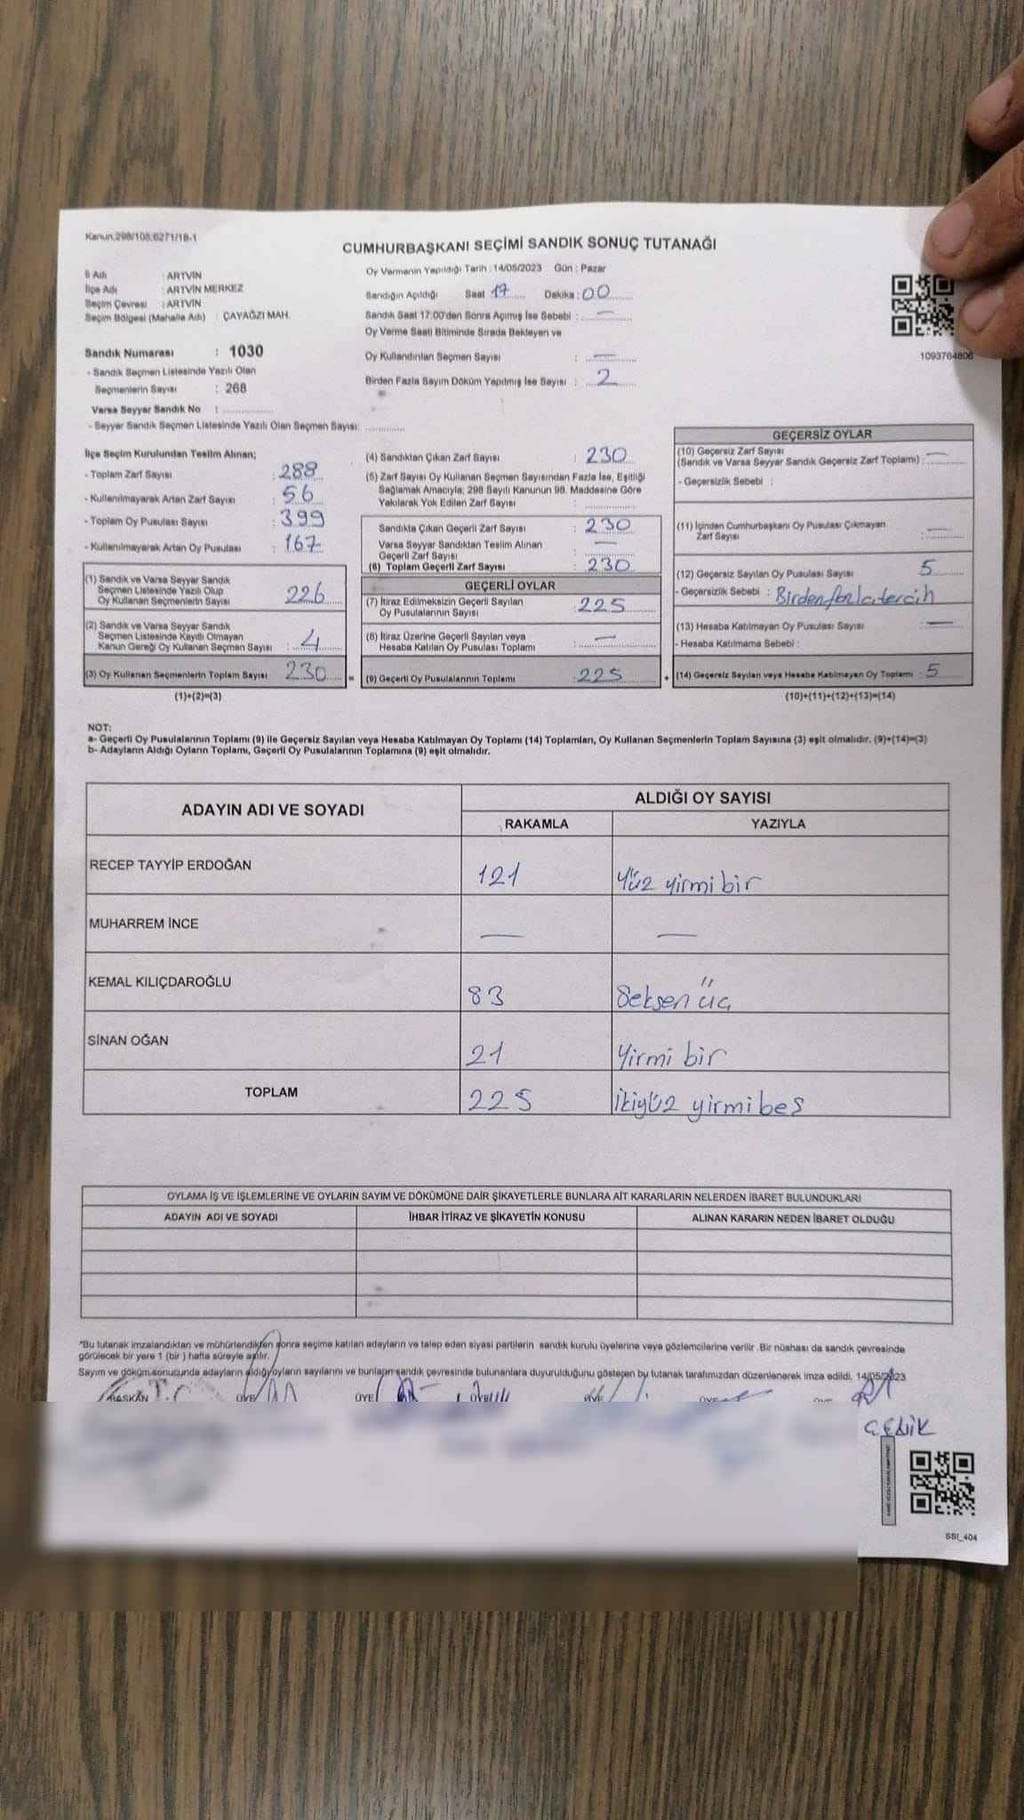 Kanun:298/105;6271/18-1
CUMHURBAŞKANI SEÇİMİ SANDIK SONUÇ TUTANAĞI
İl Adı : ARTVİN
İlçe Adı : ARTVİN MERKEZ
Seçim Çevresi : ARTVİN
Seçim Bölgesi (Mahalle Adı) : ÇAYAĞZI MAH.
Sandık Numarası : 1030
- Sandık Seçmen Listesinde Yazılı Olan
Seçmenlerin Sayısı : 268
Varsa Seyyar Sandık No : ..............
- Seyyar Sandık Seçmen Listesinde Yazılı Olan Seçmen Sayısı: ..........
Oy Vermenin Yapıldığı Tarih : 14/05/2023 Gün : Pazar
Sandığın Açıldığı Saat 17 Dakika : 00
Sandık Saat 17:00'den Sonra Açımış İse Sebebi : —
Oy Verme Saati Bitiminde Sırada Bekleyen ve
Oy Kullandırılan Seçmen Sayısı : —
Birden Fazla Sayım Döküm Yapılmış İse Sayısı : 2
1093764806
İlçe Seçim Kurulundan Teslim Alınan;
- Toplam Zarf Sayısı : 288
- Kullanılmayarak Artan Zarf Sayısı : 56
- Toplam Oy Pusulası Sayısı : 399
- Kullanılmayarak Artan Oy Pusulası : 167
(1) Sandık ve Varsa Seyyar Sandık
Seçmen Listesinde Yazılı Olup
Oy Kullanan Seçmenlerin Sayısı : 226
(2) Sandık ve Varsa Seyyar Sandık
Seçmen Listesinde Kayıtlı Olmayan
Kanun Gereği Oy Kullanan Seçmen Sayısı : 4
(3) Oy Kullanan Seçmenlerin Toplam Sayısı : 230 =
(1)+(2)=(3)
(4) Sandıktan Çıkan Zarf Sayısı : 230
(5) Zarf Sayısı Oy Kullanan Seçmen Sayısından Fazla İse, Eşitliği
Sağlamak Amacıyla; 298 Sayılı Kanunun 98. Maddesine Göre
Yakılarak Yok Edilen Zarf Sayısı : ..............
Sandıkta Çıkan Geçerli Zarf Sayısı : 230
Varsa Seyyar Sandıktan Teslim Alınan
Geçerli Zarf Sayısı : —
(6) Toplam Geçerli Zarf Sayısı : 230
GEÇERLİ OYLAR
(7) İtiraz Edilmeksizin Geçerli Sayılan
Oy Pusulalarının Sayısı : 225
(8) İtiraz Üzerine Geçerli Sayılan veya
Hesaba Katılan Oy Pusulası Toplamı : —
(9) Geçerli Oy Pusulalarının Toplamı : 225 +
GEÇERSİZ OYLAR
(10) Geçersiz Zarf Sayısı
(Sandık ve Varsa Seyyar Sandık Geçersiz Zarf Toplamı) : —
- Geçersizlik Sebebi :
(11) İçinden Cumhurbaşkanı Oy Pusulası Çıkmayan
Zarf Sayısı : —
(12) Geçersiz Sayılan Oy Pusulası Sayısı : 5
- Geçersizlik Sebebi : Birden fazla tercih
(13) Hesaba Katılmayan Oy Pusulası Sayısı : —
- Hesaba Katılmama Sebebi :
(14) Geçersiz Sayılan veya Hesaba Katılmayan Oy Toplamı : 5
(10)+(11)+(12)+(13)=(14)
NOT:
a- Geçerli Oy Pusulalarının Toplamı (9) ile Geçersiz Sayılan veya Hesaba Katılmayan Oy Toplamı (14) Toplamları, Oy Kullanan Seçmenlerin Toplam Sayısına (3) eşit olmalıdır. (9)+(14)=(3)
b- Adayların Aldığı Oyların Toplamı, Geçerli Oy Pusulalarının Toplamına (9) eşit olmalıdır.
ADAYIN ADI VE SOYADI ALDIĞI OY SAYISI
RAKAMLA YAZIYLA
RECEP TAYYİP ERDOĞAN 121 Yüz yirmi bir
MUHARREM İNCE — —
KEMAL KILIÇDAROĞLU 83 Seksen üç
SİNAN OĞAN 21 Yirmi bir
TOPLAM 225 İkiyüz yirmi beş
OYLAMA İŞ VE İŞLEMLERİNE VE OYLARIN SAYIM VE DÖKÜMÜNE DAİR ŞİKAYETLERLE BUNLARA AİT KARARLARIN NELERDEN İBARET BULUNDUKLARI
ADAYIN ADI VE SOYADI İHBAR İTİRAZ VE ŞİKAYETİN KONUSU ALINAN KARARIN NEDEN İBARET OLDUĞU
*Bu tutanak imzalandıktan ve mühürlendikten sonra seçime katılan adayların ve talep eden siyasi partilerin sandık kurulu üyelerine veya gözlemcilerine verilir. Bir nüshası da sandık çevresinde
görülecek bir yere 1 (bir) hafta süreyle asılır.
Sayım ve döküm sonucunda adayların aldığı oyların sayılarını ve bunların sandık çevresinde bulunanlara duyurulduğunu gösteren bu tutanak tarafımızdan düzenlenerek imza edildi. 14/05/2023
BAŞKAN ÜYE ÜYE ÜYE ÜYE ÜYE
ÇELİK
SSI_404